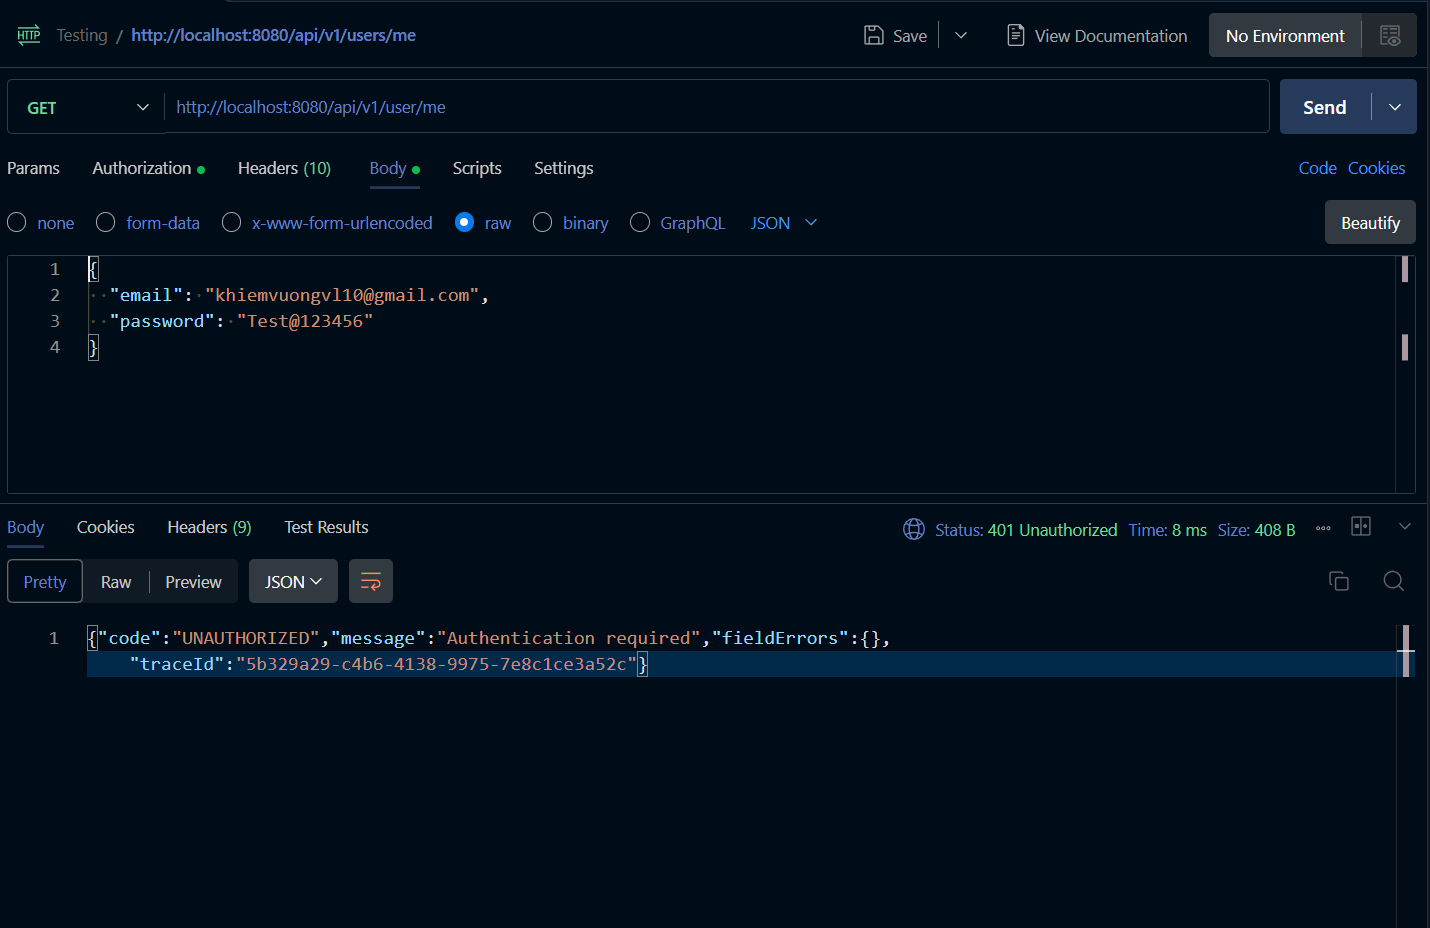 HTTP Testing / http://localhost:8080/api/v1/users/me Save View Documentation No Environment
GET http://localhost:8080/api/v1/user/me Send
Params Authorization Headers (10) Body Scripts Settings Code Cookies
none form-data x-www-form-urlencoded raw binary GraphQL JSON Beautify
1 {
2 "email": "khiemvuongvl10@gmail.com",
3 "password": "Test@123456"
4 }
Body Cookies Headers (9) Test Results Status: 401 Unauthorized Time: 8 ms Size: 408 B
Pretty Raw Preview JSON
1 {"code":"UNAUTHORIZED","message":"Authentication required","fieldErrors":{},
"traceId":"5b329a29-c4b6-4138-9975-7e8c1ce3a52c"}